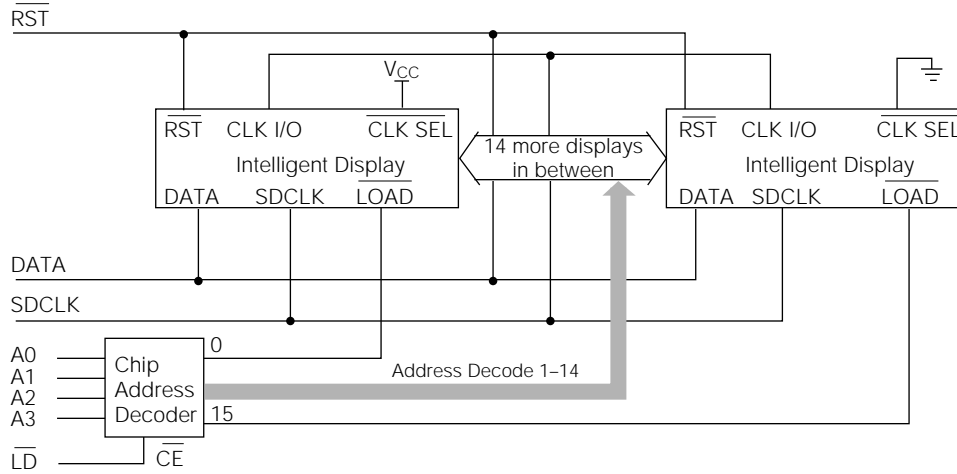 RST
VCC
RST CLK I/O CLK SEL
Intelligent Display
DATA SDCLK LOAD
14 more displays
in between
RST CLK I/O CLK SEL
Intelligent Display
DATA SDCLK LOAD
DATA
SDCLK
A0
A1
A2
A3
Chip
Address
Decoder
0
Address Decode 1–14
15
LD
CE